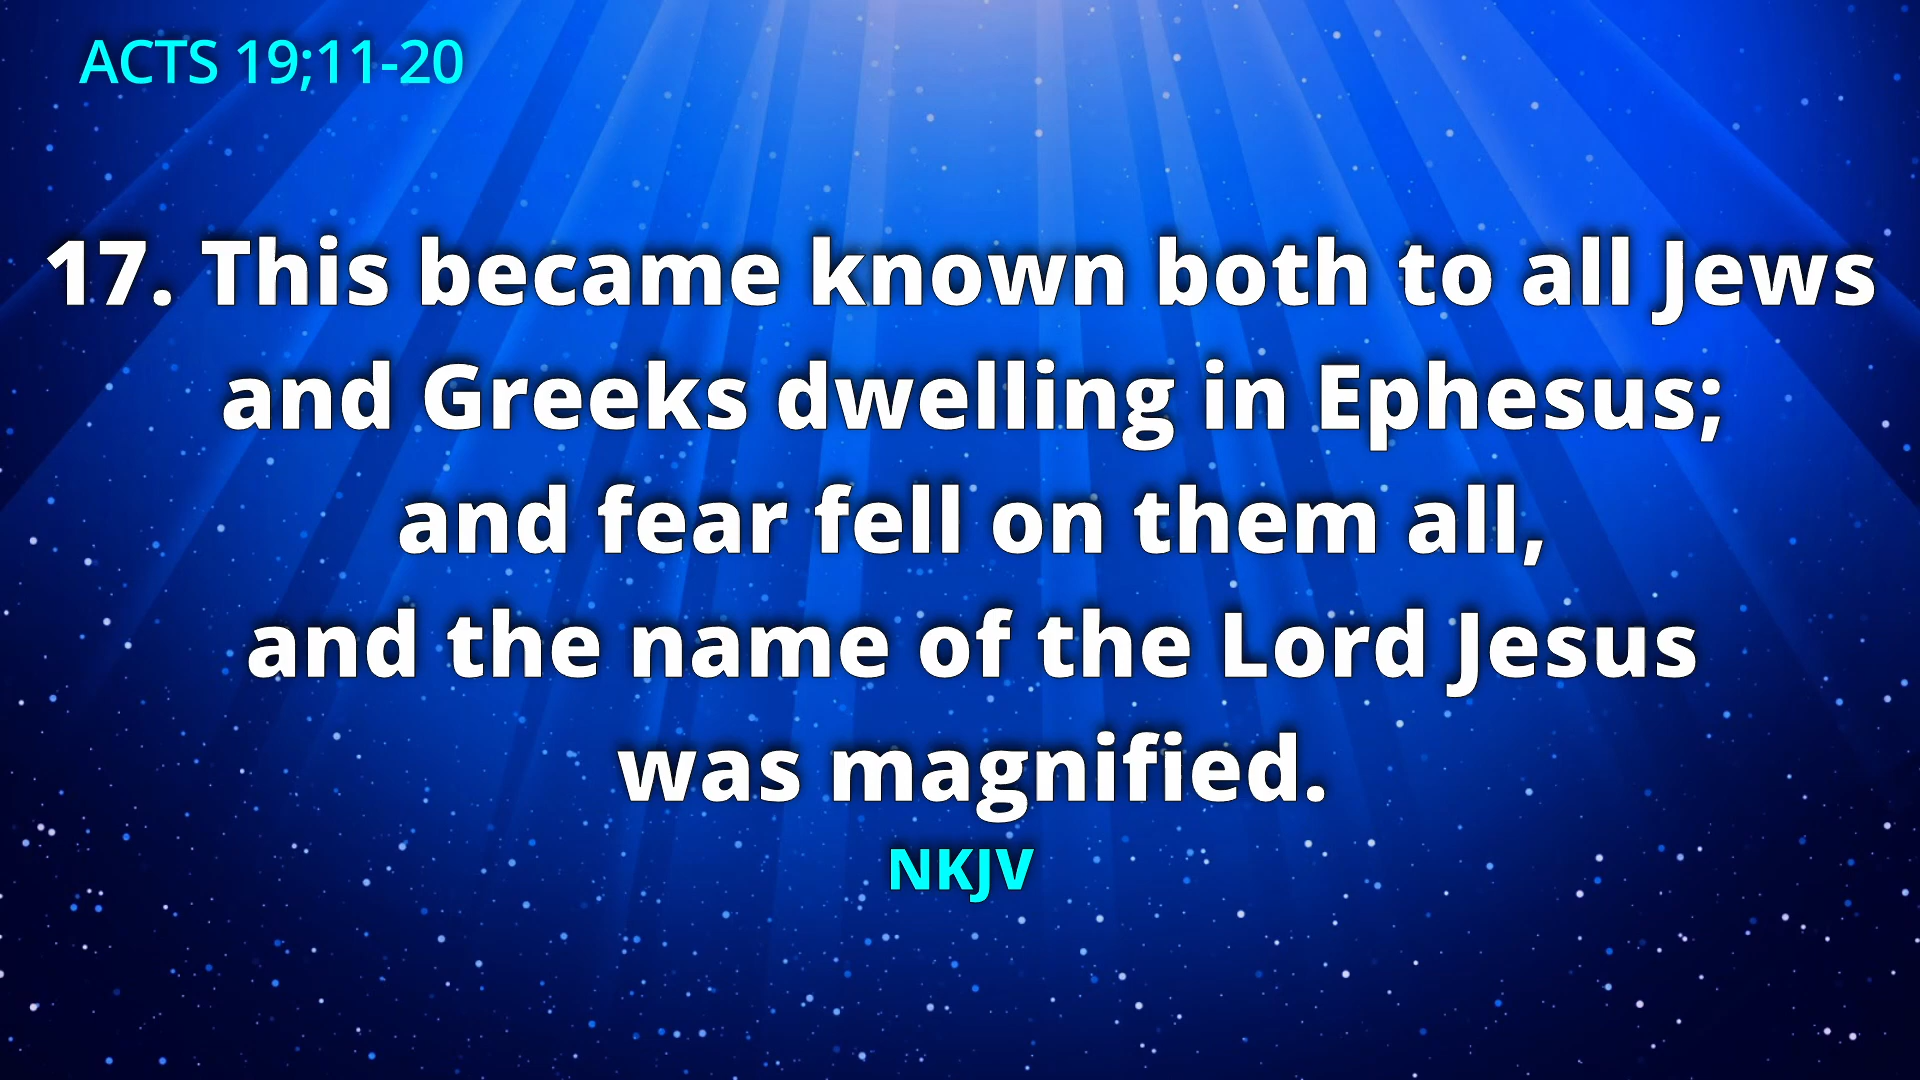 ACTS 19;11-20
17. This became known both to all Jews
and Greeks dwelling in Ephesus;
and fear fell on them all,
and the name of the Lord Jesus
was magnified.
NKJV